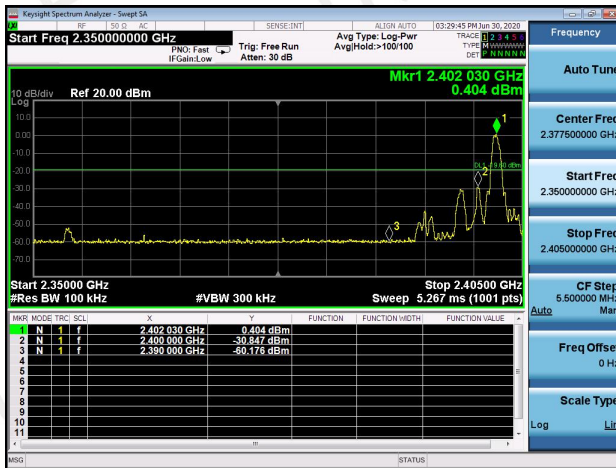 Keysight Spectrum Analyzer - Swept SA
LXI
RF
50 Ω
AC
SENSE:INT
ALIGN AUTO
03:29:45 PM Jun 30, 2020
Frequency
Start Freq 2.350000000 GHz
PNO: Fast
IFGain:Low
Trig: Free Run
Atten: 30 dB
Avg Type: Log-Pwr
Avg|Hold:>100/100
TRACE 1 2 3 4 5 6
TYPE M WWWWW
DET P N N N N N
Auto Tune
Mkr1 2.402 030 GHz
0.404 dBm
10 dB/div
Ref 20.00 dBm
Log
10.0
0.00
-10.0
-20.0
-30.0
-40.0
-50.0
-60.0
-70.0
1
2
3
Center Freq
2.377500000 GHz
Start Freq
2.350000000 GHz
Stop Freq
2.405000000 GHz
Start 2.35000 GHz
Stop 2.40500 GHz
#Res BW 100 kHz
#VBW 300 kHz
Sweep 5.267 ms (1001 pts)
CF Step
5.500000 MHz
Auto Man
MKR MODE TRC SCL X Y FUNCTION FUNCTION WIDTH FUNCTION VALUE
1 N 1 f 2.402 030 GHz 0.404 dBm
2 N 1 f 2.400 000 GHz -30.847 dBm
3 N 1 f 2.390 000 GHz -60.176 dBm
4
5
6
7
8
9
10
11
Freq Offset
0 Hz
Scale Type
Log Lin
MSG
STATUS